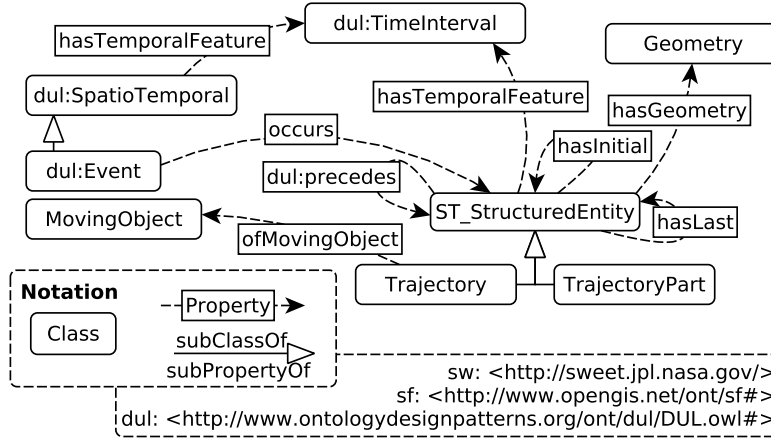 dul:TimeInterval
hasTemporalFeature
Geometry
dul:SpatioTemporal
hasTemporalFeature
hasGeometry
occurs
hasInitial
dul:Event
dul:precedes
MovingObject
ST_StructuredEntity
hasLast
ofMovingObject
Trajectory
TrajectoryPart
Notation
Property
Class
subClassOf
subPropertyOf
sw: <http://sweet.jpl.nasa.gov/>
sf: <http://www.opengis.net/ont/sf#>
dul: <http://www.ontologydesignpatterns.org/ont/dul/DUL.owl#>